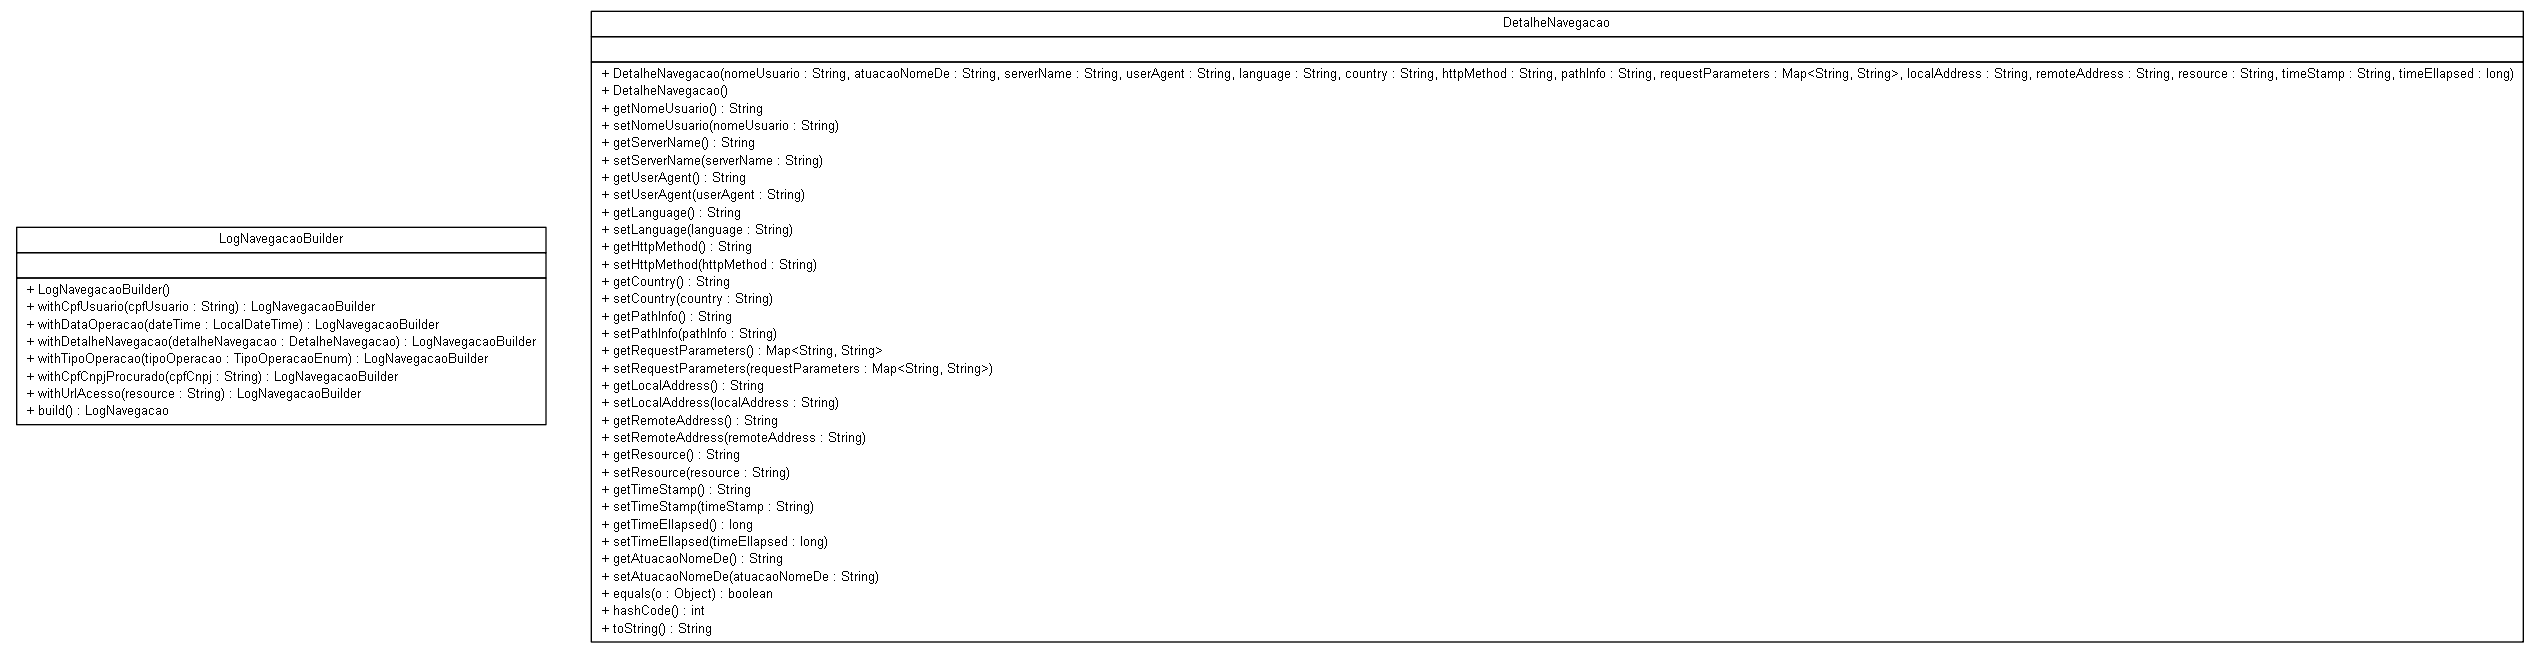 LogNavegacaoBuilder
+ LogNavegacaoBuilder()
+ withCpfUsuario(cpfUsuario : String) : LogNavegacaoBuilder
+ withDataOperacao(dateTime : LocalDateTime) : LogNavegacaoBuilder
+ withDetalheNavegacao(detalheNavegacao : DetalheNavegacao) : LogNavegacaoBuilder
+ withTipoOperacao(tipoOperacao : TipoOperacaoEnum) : LogNavegacaoBuilder
+ withCpfCnpjProcurado(cpfCnpj : String) : LogNavegacaoBuilder
+ withUrlAcesso(resource : String) : LogNavegacaoBuilder
+ build() : LogNavegacao
DetalheNavegacao
+ DetalheNavegacao(nomeUsuario : String, atuacaoNomeDe : String, serverName : String, userAgent : String, language : String, country : String, httpMethod : String, pathInfo : String, requestParameters : Map<String, String>, localAddress : String, remoteAddress : String, resource : String, timeStamp : String, timeEllapsed : long)
+ DetalheNavegacao()
+ getNomeUsuario() : String
+ setNomeUsuario(nomeUsuario : String)
+ getServerName() : String
+ setServerName(serverName : String)
+ getUserAgent() : String
+ setUserAgent(userAgent : String)
+ getLanguage() : String
+ setLanguage(language : String)
+ getHttpMethod() : String
+ setHttpMethod(httpMethod : String)
+ getCountry() : String
+ setCountry(country : String)
+ getPathInfo() : String
+ setPathInfo(pathInfo : String)
+ getRequestParameters() : Map<String, String>
+ setRequestParameters(requestParameters : Map<String, String>)
+ getLocalAddress() : String
+ setLocalAddress(localAddress : String)
+ getRemoteAddress() : String
+ setRemoteAddress(remoteAddress : String)
+ getResource() : String
+ setResource(resource : String)
+ getTimeStamp() : String
+ setTimeStamp(timeStamp : String)
+ getTimeEllapsed() : long
+ setTimeEllapsed(timeEllapsed : long)
+ getAtuacaoNomeDe() : String
+ setAtuacaoNomeDe(atuacaoNomeDe : String)
+ equals(o : Object) : boolean
+ hashCode() : int
+ toString() : String